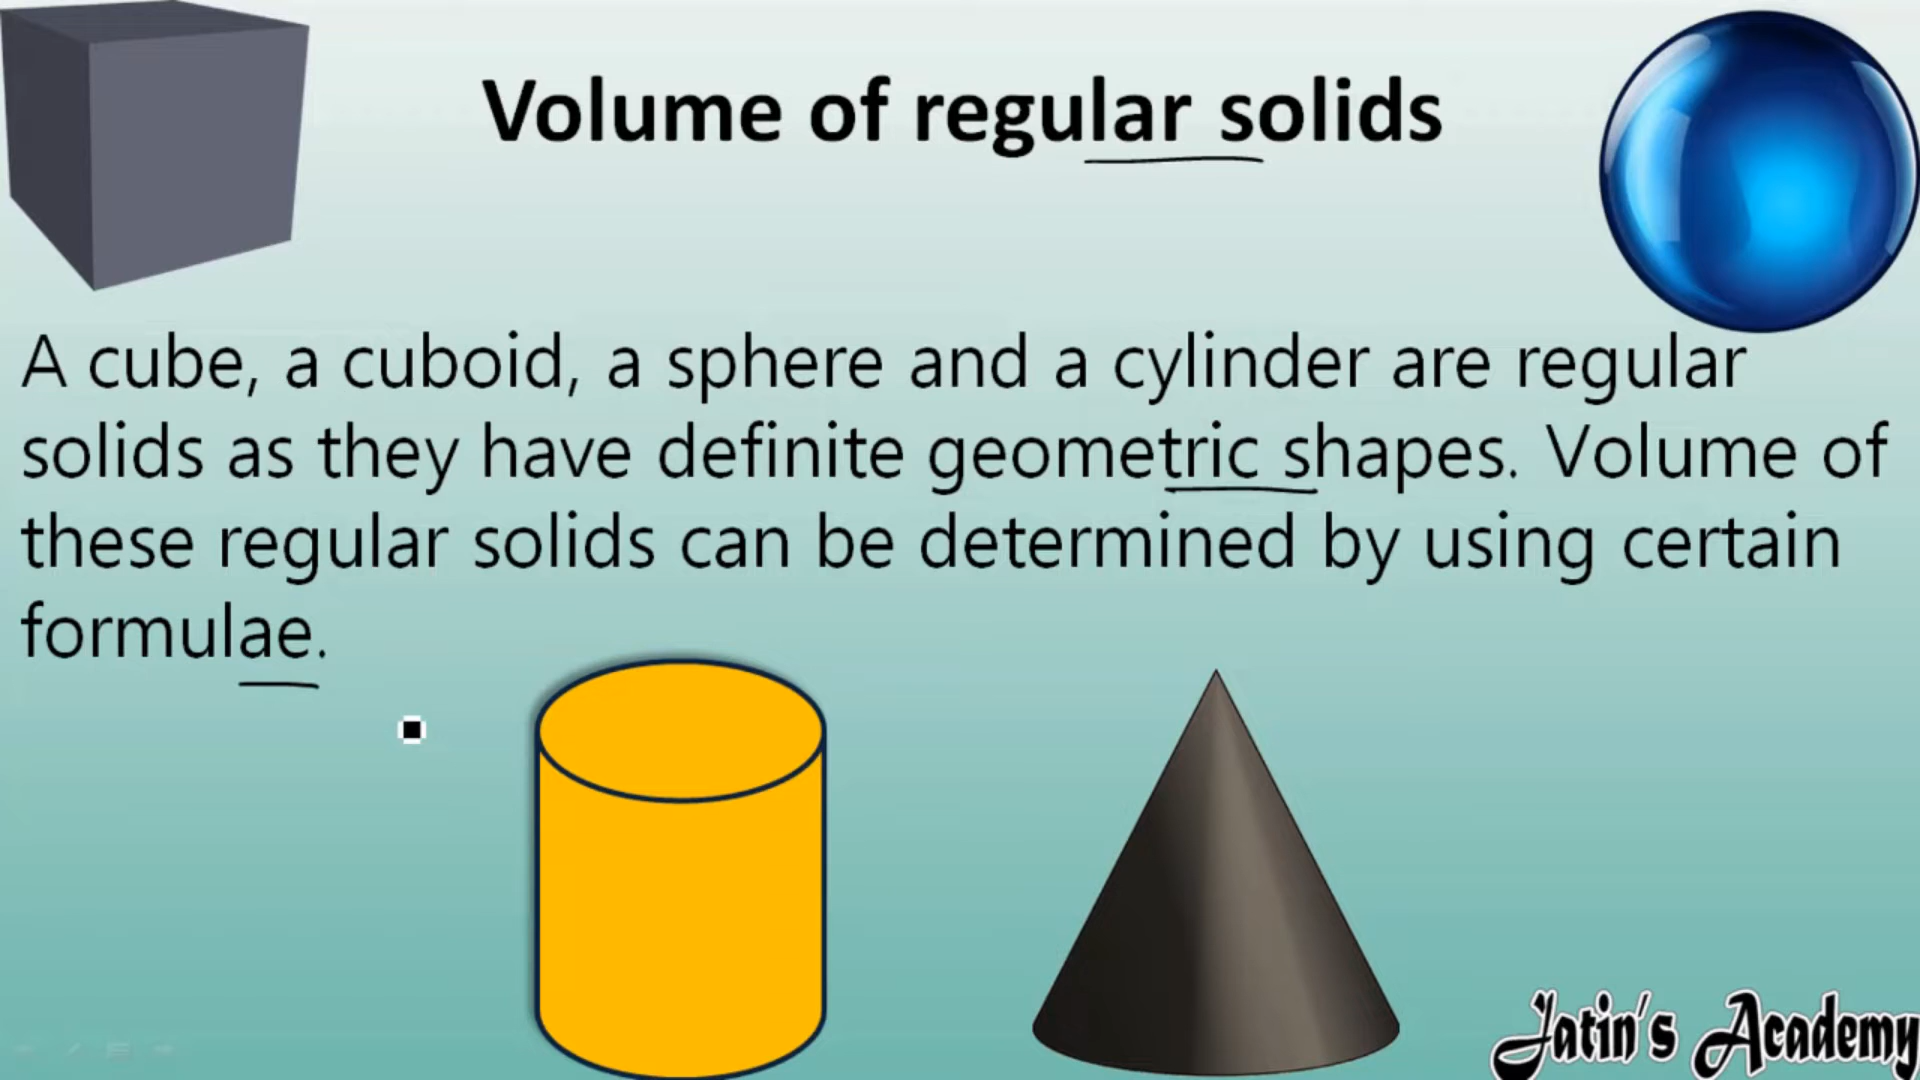 Volume of regular solids
A cube, a cuboid, a sphere and a cylinder are regular
solids as they have definite geometric shapes. Volume of
these regular solids can be determined by using certain
formulae.
Jatin's Academy